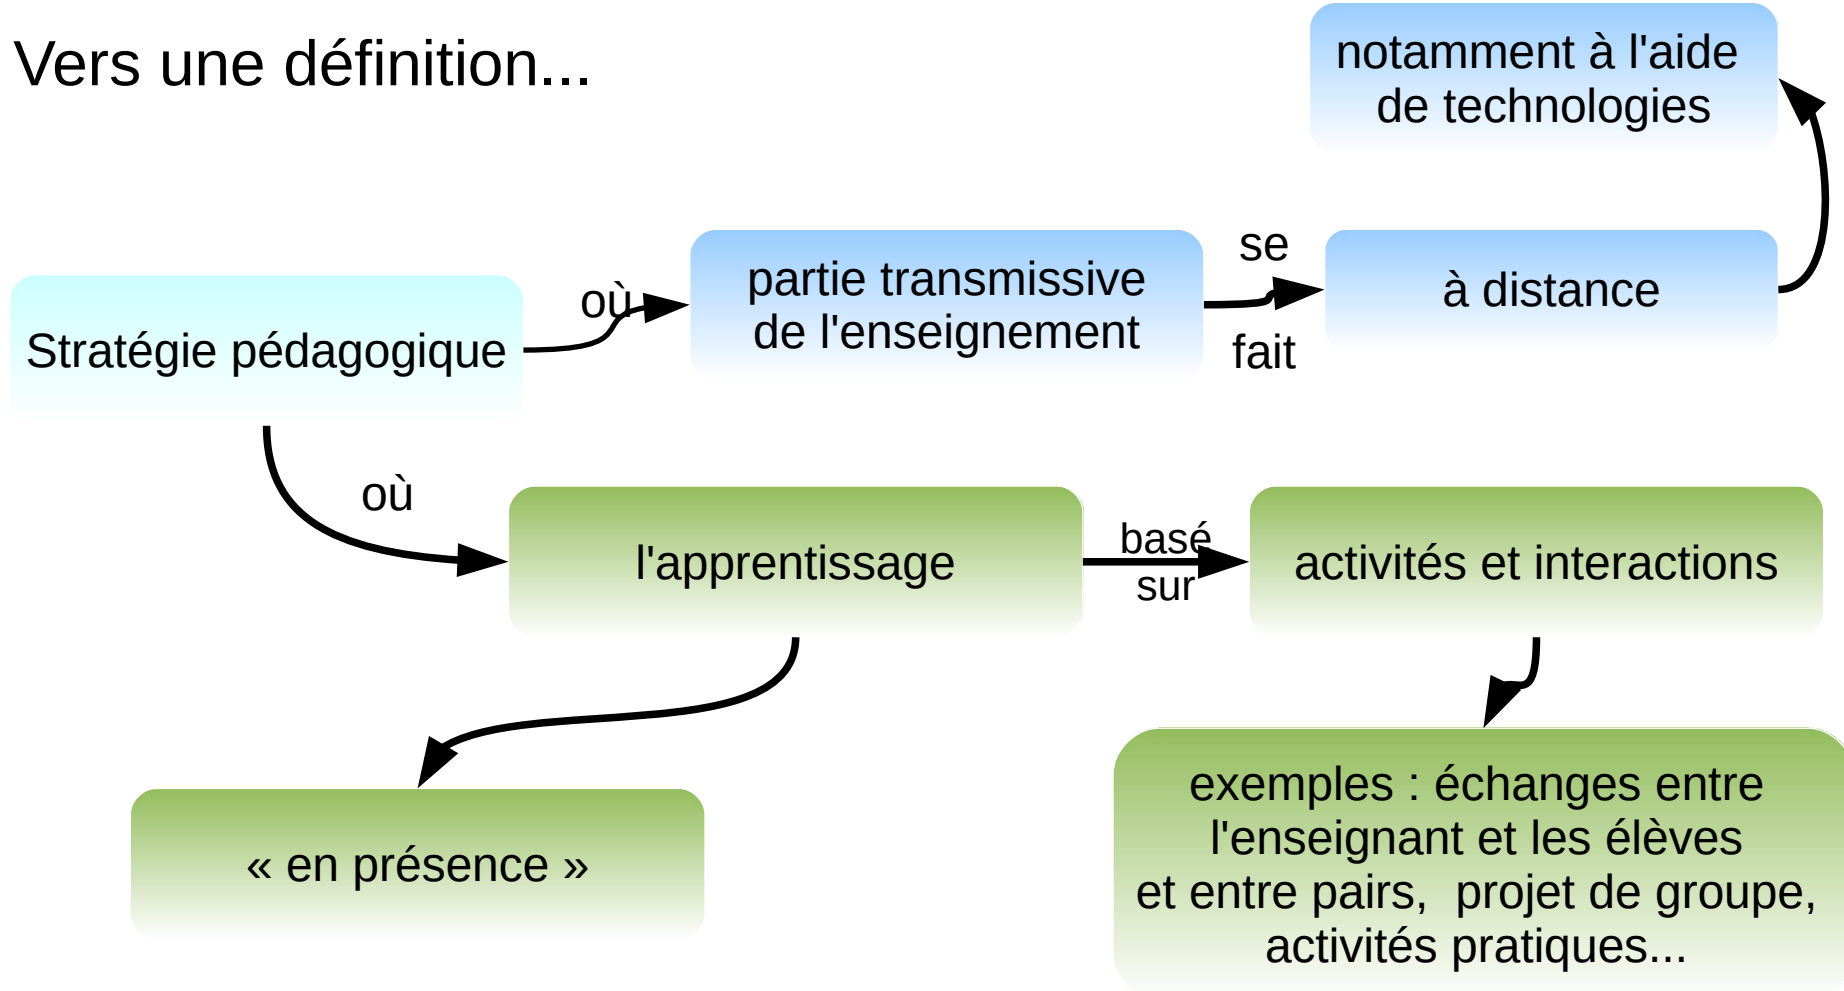 Vers une définition...
notamment à l'aide
de technologies
Stratégie pédagogique
où
partie transmissive
de l'enseignement
se
fait
à distance
où
l'apprentissage
basé
sur
activités et interactions
« en présence »
exemples : échanges entre
l'enseignant et les élèves
et entre pairs,  projet de groupe,
activités pratiques...